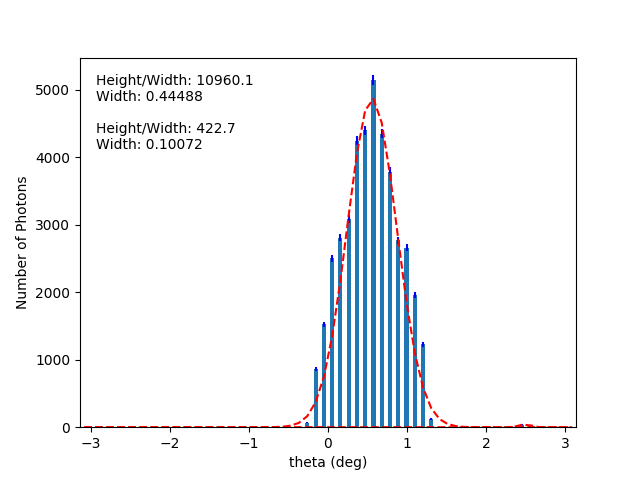 Height/Width: 10960.1
Width: 0.44488
Height/Width: 422.7
Width: 0.10072
5000
4000
3000
2000
1000
0
Number of Photons
−3 −2 −1 0 1 2 3
theta (deg)